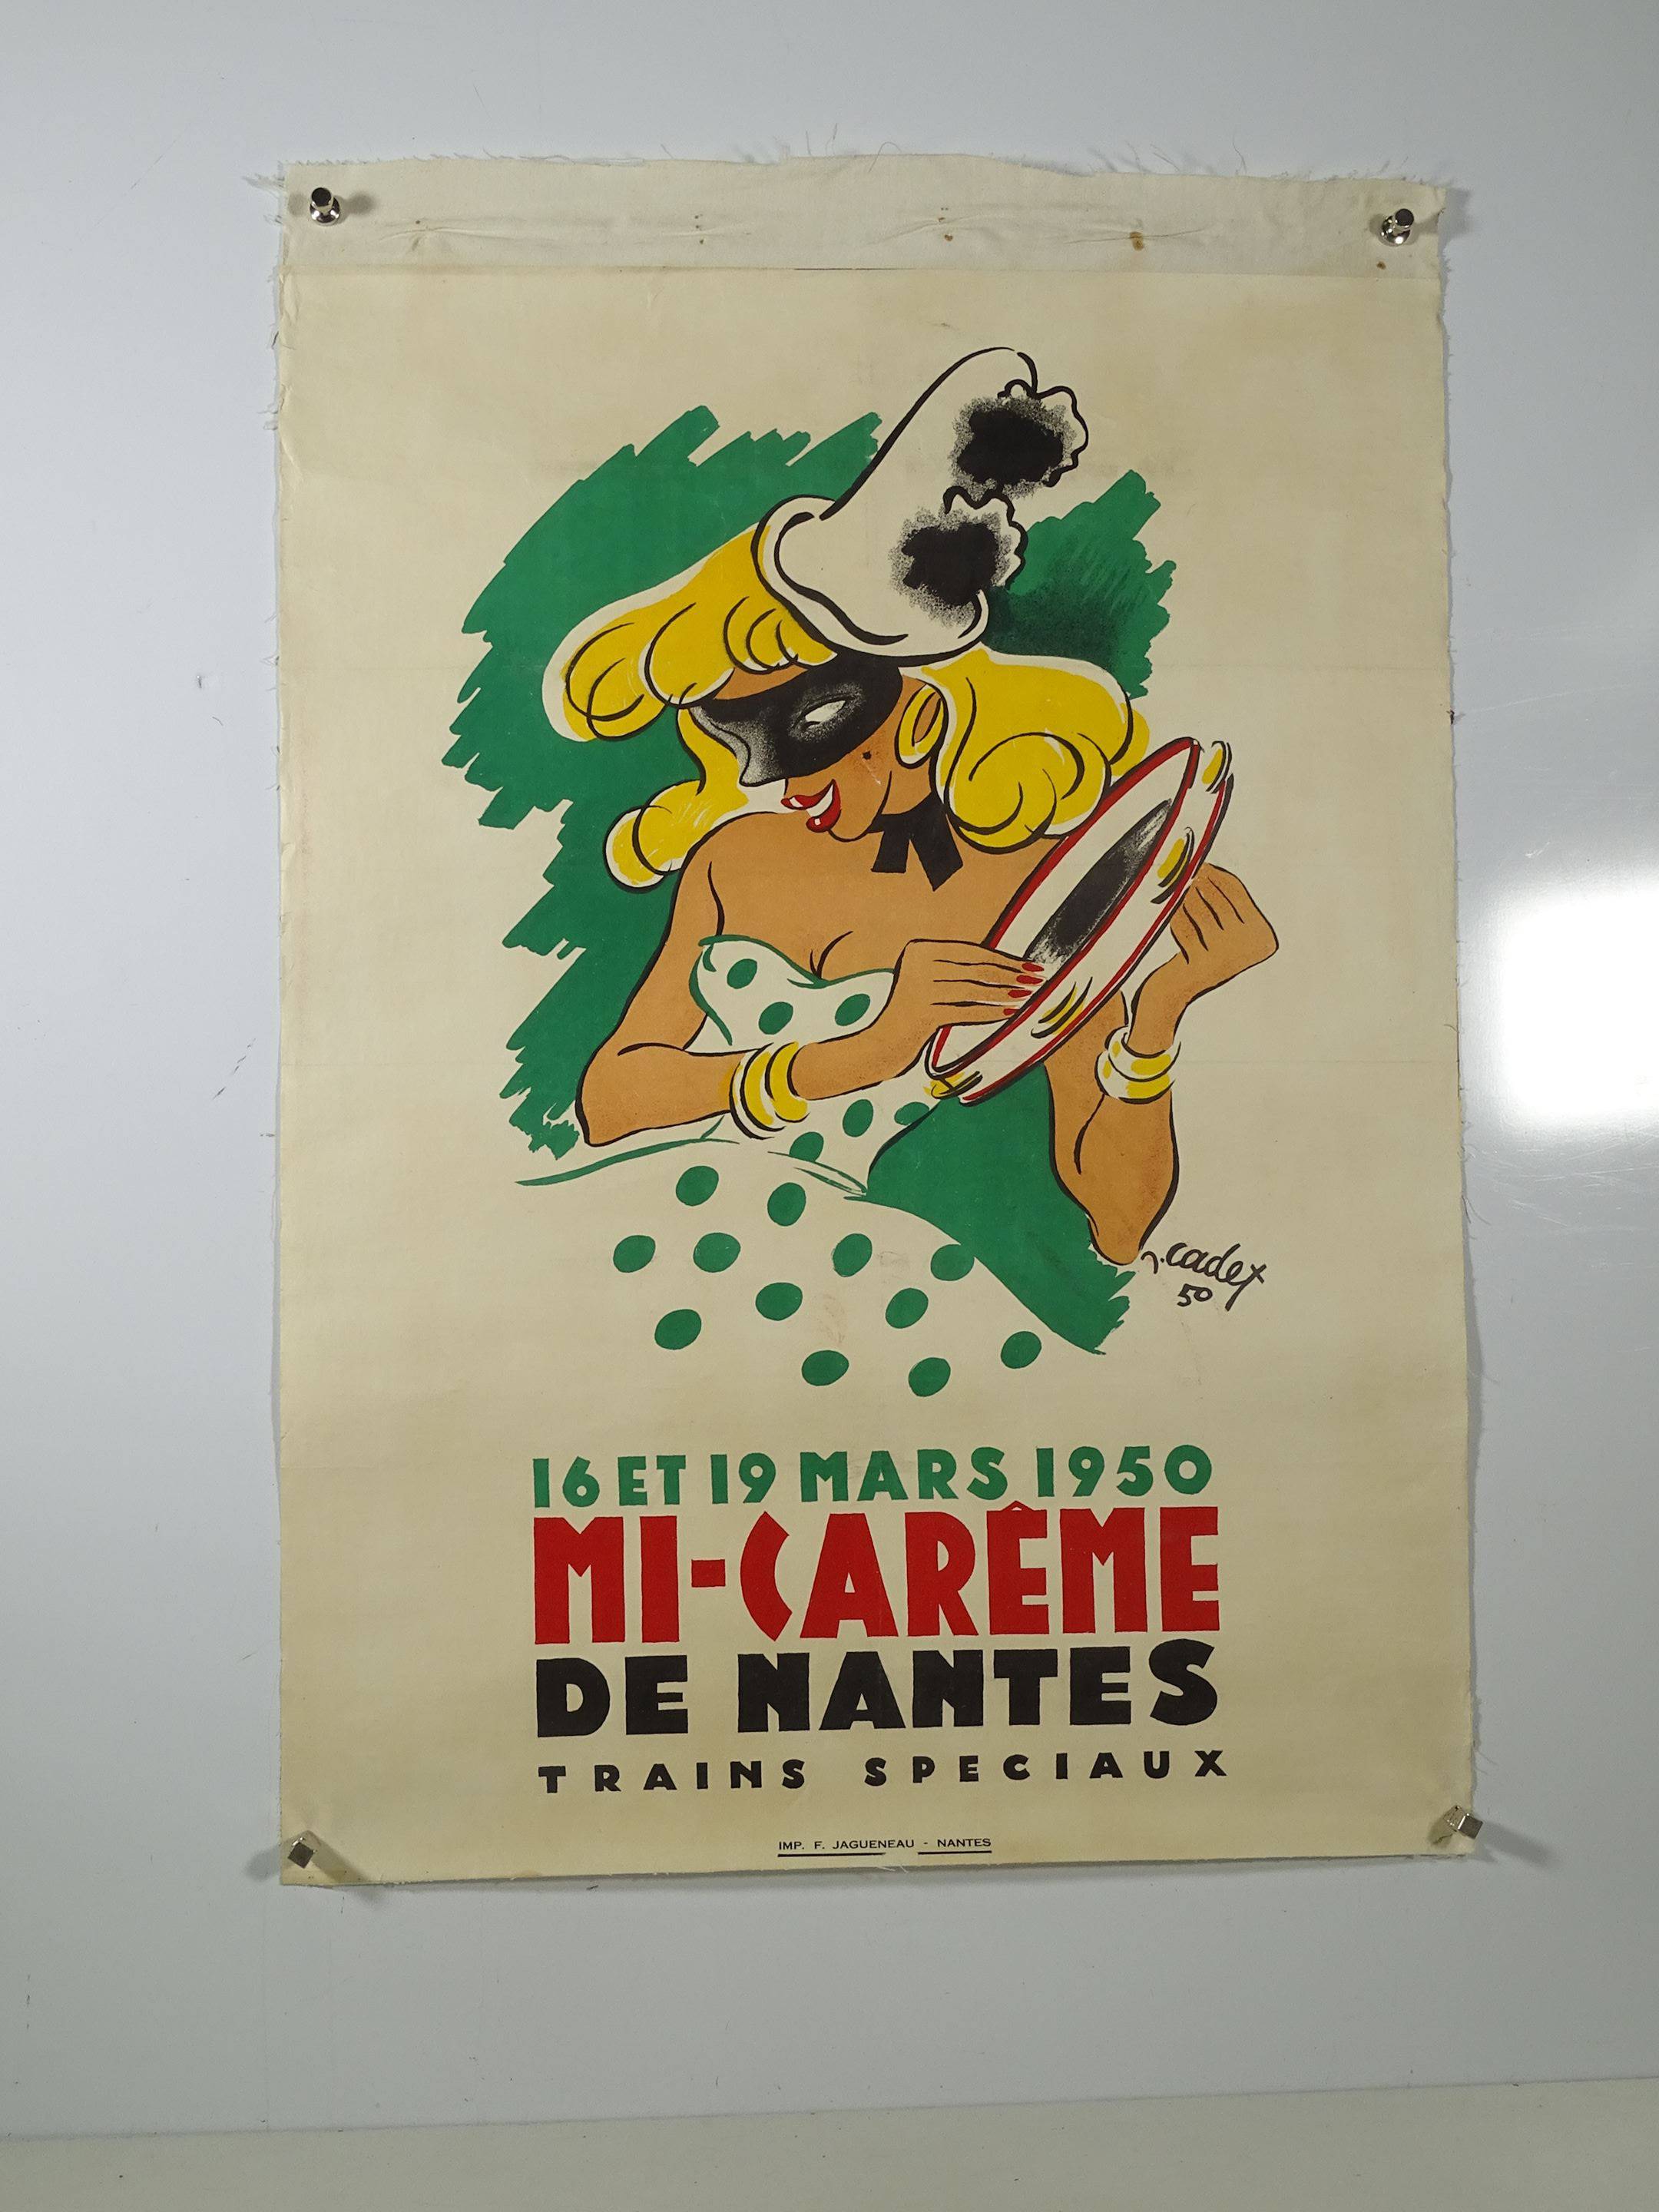 J. Cadet
50
16 ET 19 MARS 1950
MI-CARÊME
DE NANTES
TRAINS SPECIAUX
IMP. F. JAGUENEAU - NANTES